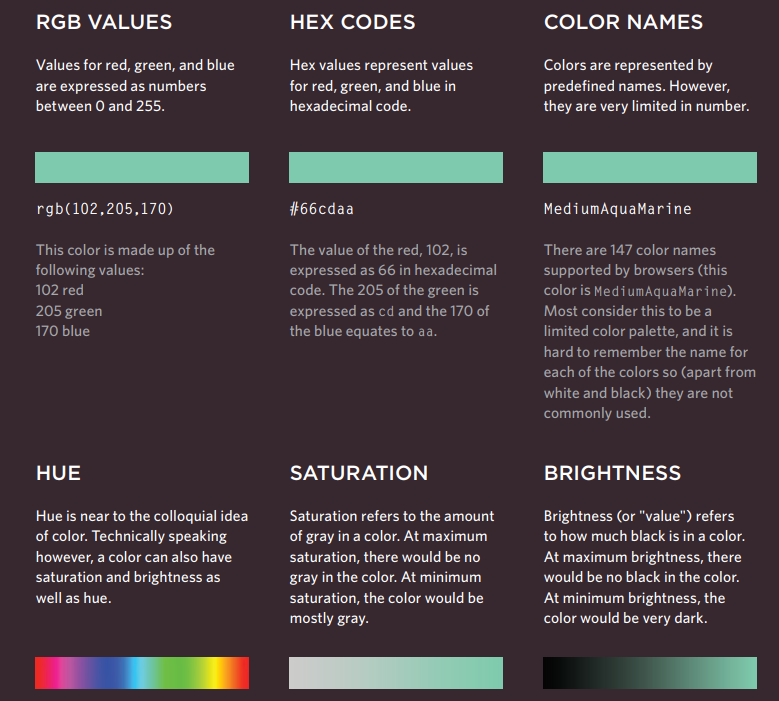 RGB VALUES
Values for red, green, and blue
are expressed as numbers
between 0 and 255.
rgb(102,205,170)
This color is made up of the
following values:
102 red
205 green
170 blue
HEX CODES
Hex values represent values
for red, green, and blue in
hexadecimal code.
#66cdaa
The value of the red, 102, is
expressed as 66 in hexadecimal
code. The 205 of the green is
expressed as cd and the 170 of
the blue equates to aa.
COLOR NAMES
Colors are represented by
predefined names. However,
they are very limited in number.
MediumAquaMarine
There are 147 color names
supported by browsers (this
color is MediumAquaMarine).
Most consider this to be a
limited color palette, and it is
hard to remember the name for
each of the colors so (apart from
white and black) they are not
commonly used.
HUE
Hue is near to the colloquial idea
of color. Technically speaking
however, a color can also have
saturation and brightness as
well as hue.
SATURATION
Saturation refers to the amount
of gray in a color. At maximum
saturation, there would be no
gray in the color. At minimum
saturation, the color would be
mostly gray.
BRIGHTNESS
Brightness (or "value") refers
to how much black is in a color.
At maximum brightness, there
would be no black in the color.
At minimum brightness, the
color would be very dark.